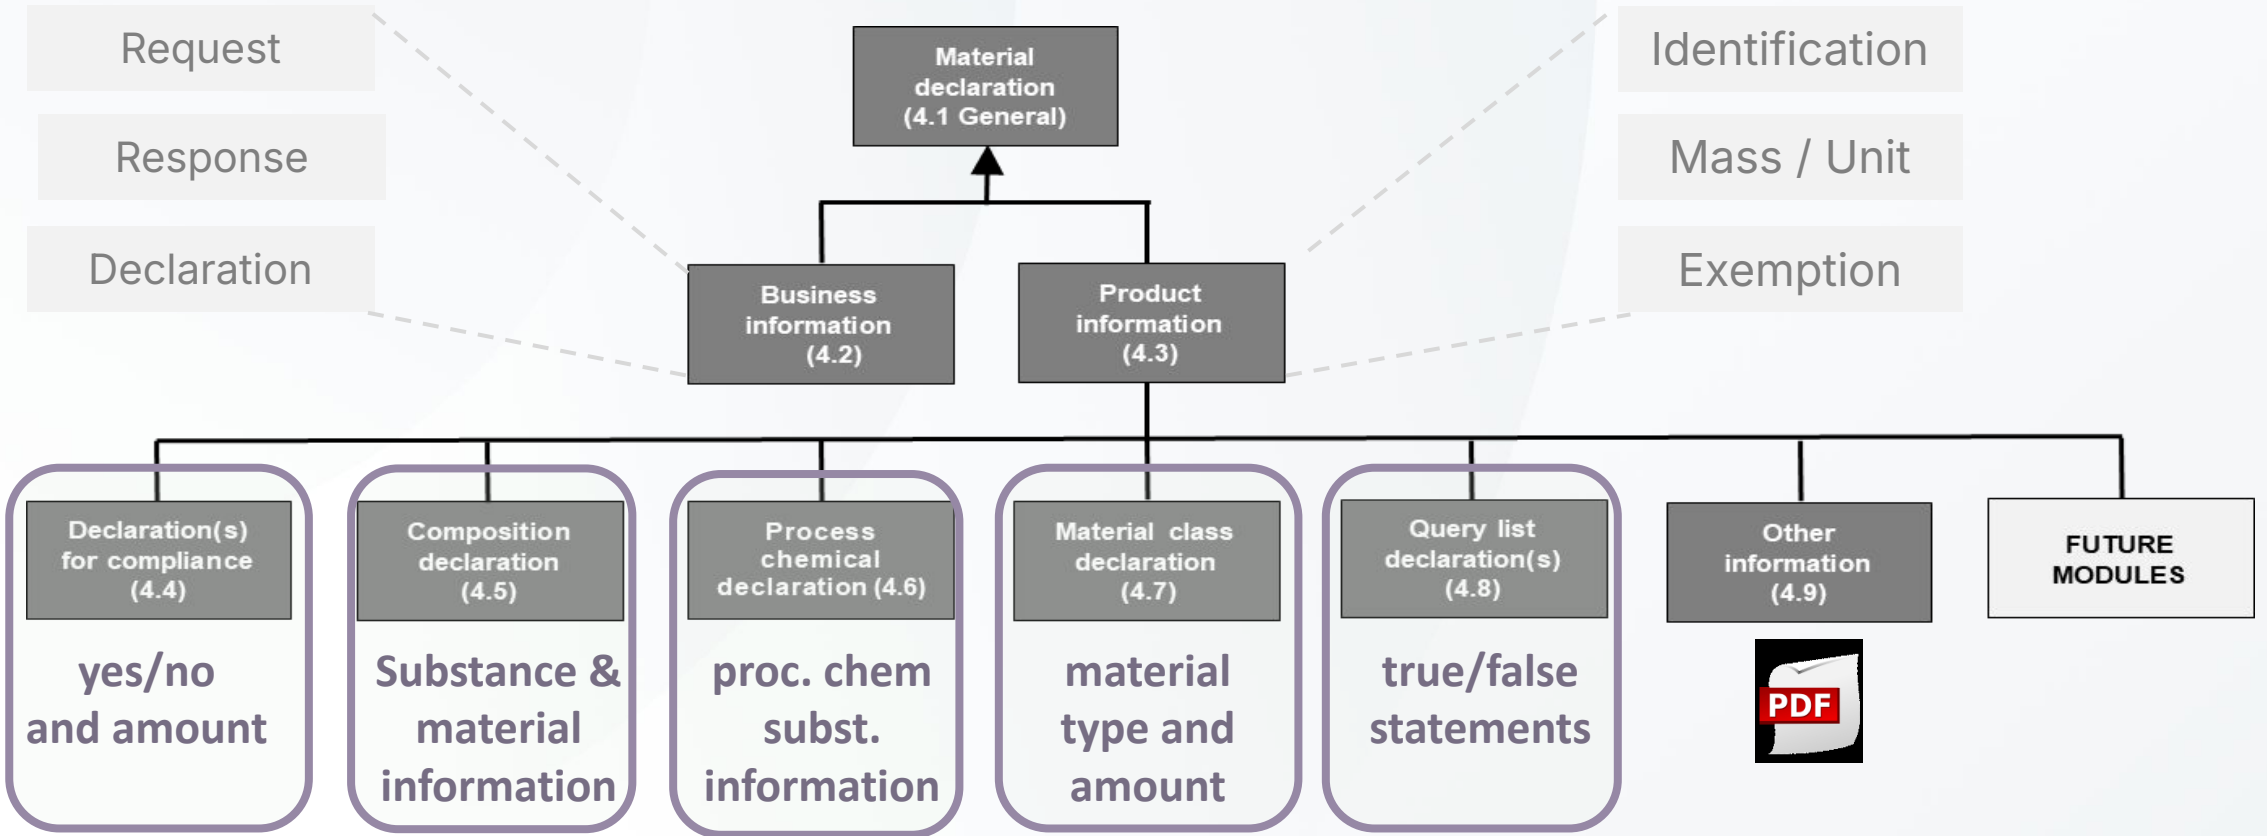 Request
Response
Declaration
Material
declaration
(4.1 General)
Identification
Mass / Unit
Exemption
Business
information
(4.2)
Product
information
(4.3)
Declaration(s)
for compliance
(4.4)
yes/no
and amount
Composition
declaration
(4.5)
Substance &
material
information
Process
chemical
declaration (4.6)
proc. chem
subst.
information
Material class
declaration
(4.7)
material
type and
amount
Query list
declaration(s)
(4.8)
true/false
statements
Other
information
(4.9)
PDF
FUTURE
MODULES